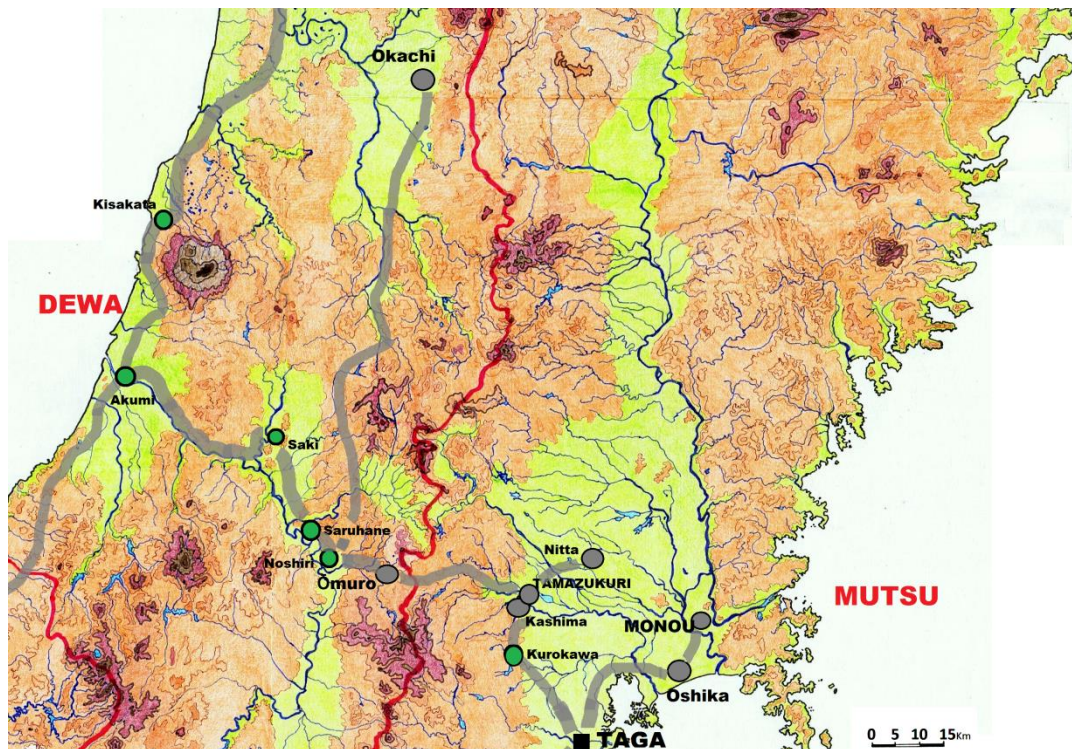 Okachi
Kisakata
DEWA
Akumi
Saki
Saruhane
Noshiri
Ōmuro
Nitta
TAMAZUKURI
Kashima
MONOU
MUTSU
Kurokawa
Oshika
TAGA
0 5 10 15Km